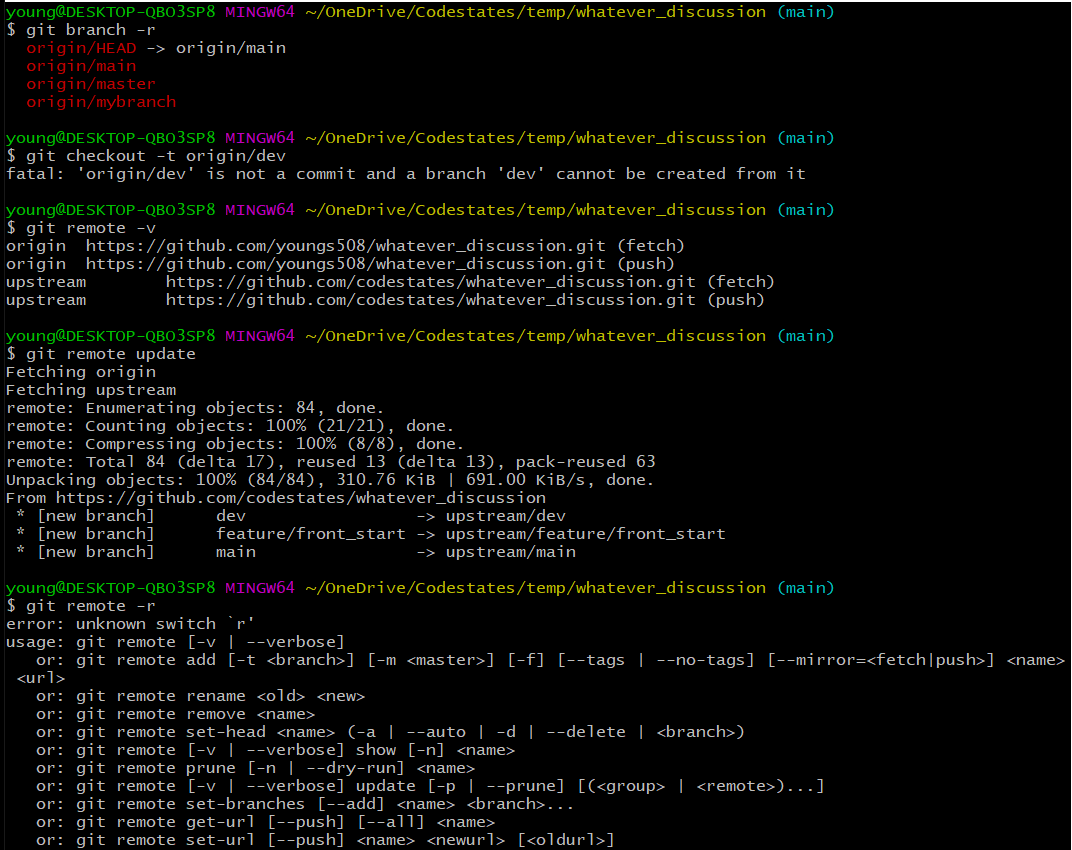 young@DESKTOP-QBO3SP8 MINGW64 ~/OneDrive/Codestates/temp/whatever_discussion (main)
$ git branch -r
  origin/HEAD -> origin/main
  origin/main
  origin/master
  origin/mybranch

young@DESKTOP-QBO3SP8 MINGW64 ~/OneDrive/Codestates/temp/whatever_discussion (main)
$ git checkout -t origin/dev
fatal: 'origin/dev' is not a commit and a branch 'dev' cannot be created from it

young@DESKTOP-QBO3SP8 MINGW64 ~/OneDrive/Codestates/temp/whatever_discussion (main)
$ git remote -v
origin  https://github.com/youngs508/whatever_discussion.git (fetch)
origin  https://github.com/youngs508/whatever_discussion.git (push)
upstream        https://github.com/codestates/whatever_discussion.git (fetch)
upstream        https://github.com/codestates/whatever_discussion.git (push)

young@DESKTOP-QBO3SP8 MINGW64 ~/OneDrive/Codestates/temp/whatever_discussion (main)
$ git remote update
Fetching origin
Fetching upstream
remote: Enumerating objects: 84, done.
remote: Counting objects: 100% (21/21), done.
remote: Compressing objects: 100% (8/8), done.
remote: Total 84 (delta 17), reused 13 (delta 13), pack-reused 63
Unpacking objects: 100% (84/84), 310.76 KiB | 691.00 KiB/s, done.
From https://github.com/codestates/whatever_discussion
 * [new branch]      dev                 -> upstream/dev
 * [new branch]      feature/front_start -> upstream/feature/front_start
 * [new branch]      main                -> upstream/main

young@DESKTOP-QBO3SP8 MINGW64 ~/OneDrive/Codestates/temp/whatever_discussion (main)
$ git remote -r
error: unknown switch `r'
usage: git remote [-v | --verbose]
   or: git remote add [-t <branch>] [-m <master>] [-f] [--tags | --no-tags] [--mirror=<fetch|push>] <name>
 <url>
   or: git remote rename <old> <new>
   or: git remote remove <name>
   or: git remote set-head <name> (-a | --auto | -d | --delete | <branch>)
   or: git remote [-v | --verbose] show [-n] <name>
   or: git remote prune [-n | --dry-run] <name>
   or: git remote [-v | --verbose] update [-p | --prune] [(<group> | <remote>)...]
   or: git remote set-branches [--add] <name> <branch>...
   or: git remote get-url [--push] [--all] <name>
   or: git remote set-url [--push] <name> <newurl> [<oldurl>]